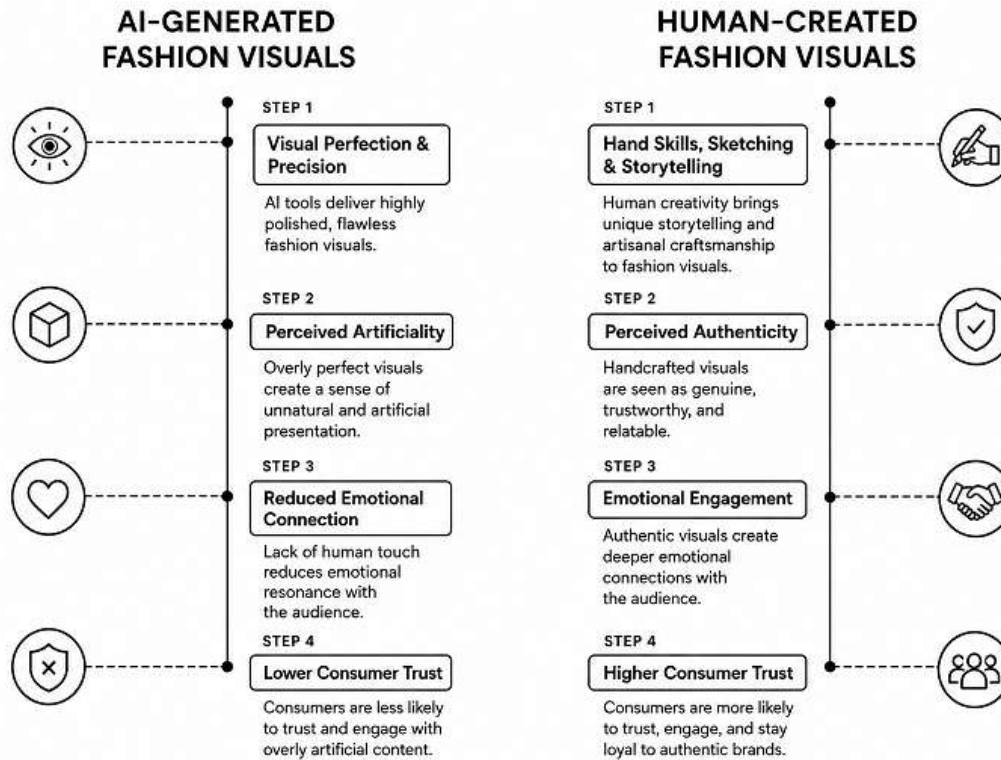 AI-GENERATED
FASHION VISUALS
STEP 1
Visual Perfection &
Precision
AI tools deliver highly
polished, flawless
fashion visuals.
STEP 2
Perceived Artificiality
Overly perfect visuals
create a sense of
unnatural and artificial
presentation.
STEP 3
Reduced Emotional
Connection
Lack of human touch
reduces emotional
resonance with
the audience.
STEP 4
Lower Consumer Trust
Consumers are less likely
to trust and engage with
overly artificial content.
HUMAN-CREATED
FASHION VISUALS
STEP 1
Hand Skills, Sketching
& Storytelling
Human creativity brings
unique storytelling and
artisanal craftsmanship
to fashion visuals.
STEP 2
Perceived Authenticity
Handcrafted visuals
are seen as genuine,
trustworthy, and
relatable.
STEP 3
Emotional Engagement
Authentic visuals create
deeper emotional
connections with
the audience.
STEP 4
Higher Consumer Trust
Consumers are more likely
to trust, engage, and stay
loyal to authentic brands.